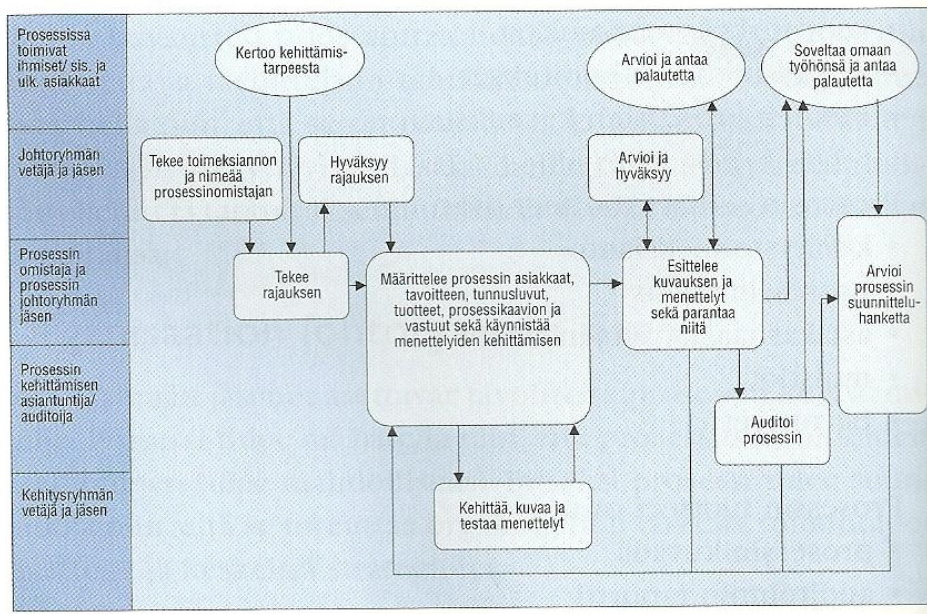 Prosessissa
toimivat
ihmiset/ sis. ja
ulk. asiakkaat
Kertoo kehittämis-
tarpeesta
Arvioi ja antaa
palautetta
Soveltaa omaan
työhönsä ja antaa
palautetta
Johtoryhmän
vetäjä ja jäsen
Tekee toimeksiannon
ja nimeää
prosessinomistajan
Hyväksyy
rajauksen
Arvioi ja
hyväksyy
Prosessin
omistaja ja
prosessin
johtoryhmän
jäsen
Tekee
rajauksen
Määrittelee prosessin asiakkaat,
tavoitteen, tunnusluvut,
tuotteet, prosessikaavion ja
vastuut sekä käynnistää
menettelyiden kehittämisen
Esittelee
kuvauksen ja
menettelyt
sekä parantaa
niitä
Arvioi
prosessin
suunnittelu-
hanketta
Prosessin
kehittämisen
asiantuntija/
auditoija
Auditoi
prosessin
Kehitysryhmän
vetäjä ja jäsen
Kehittää, kuvaa ja
testaa menettelyt